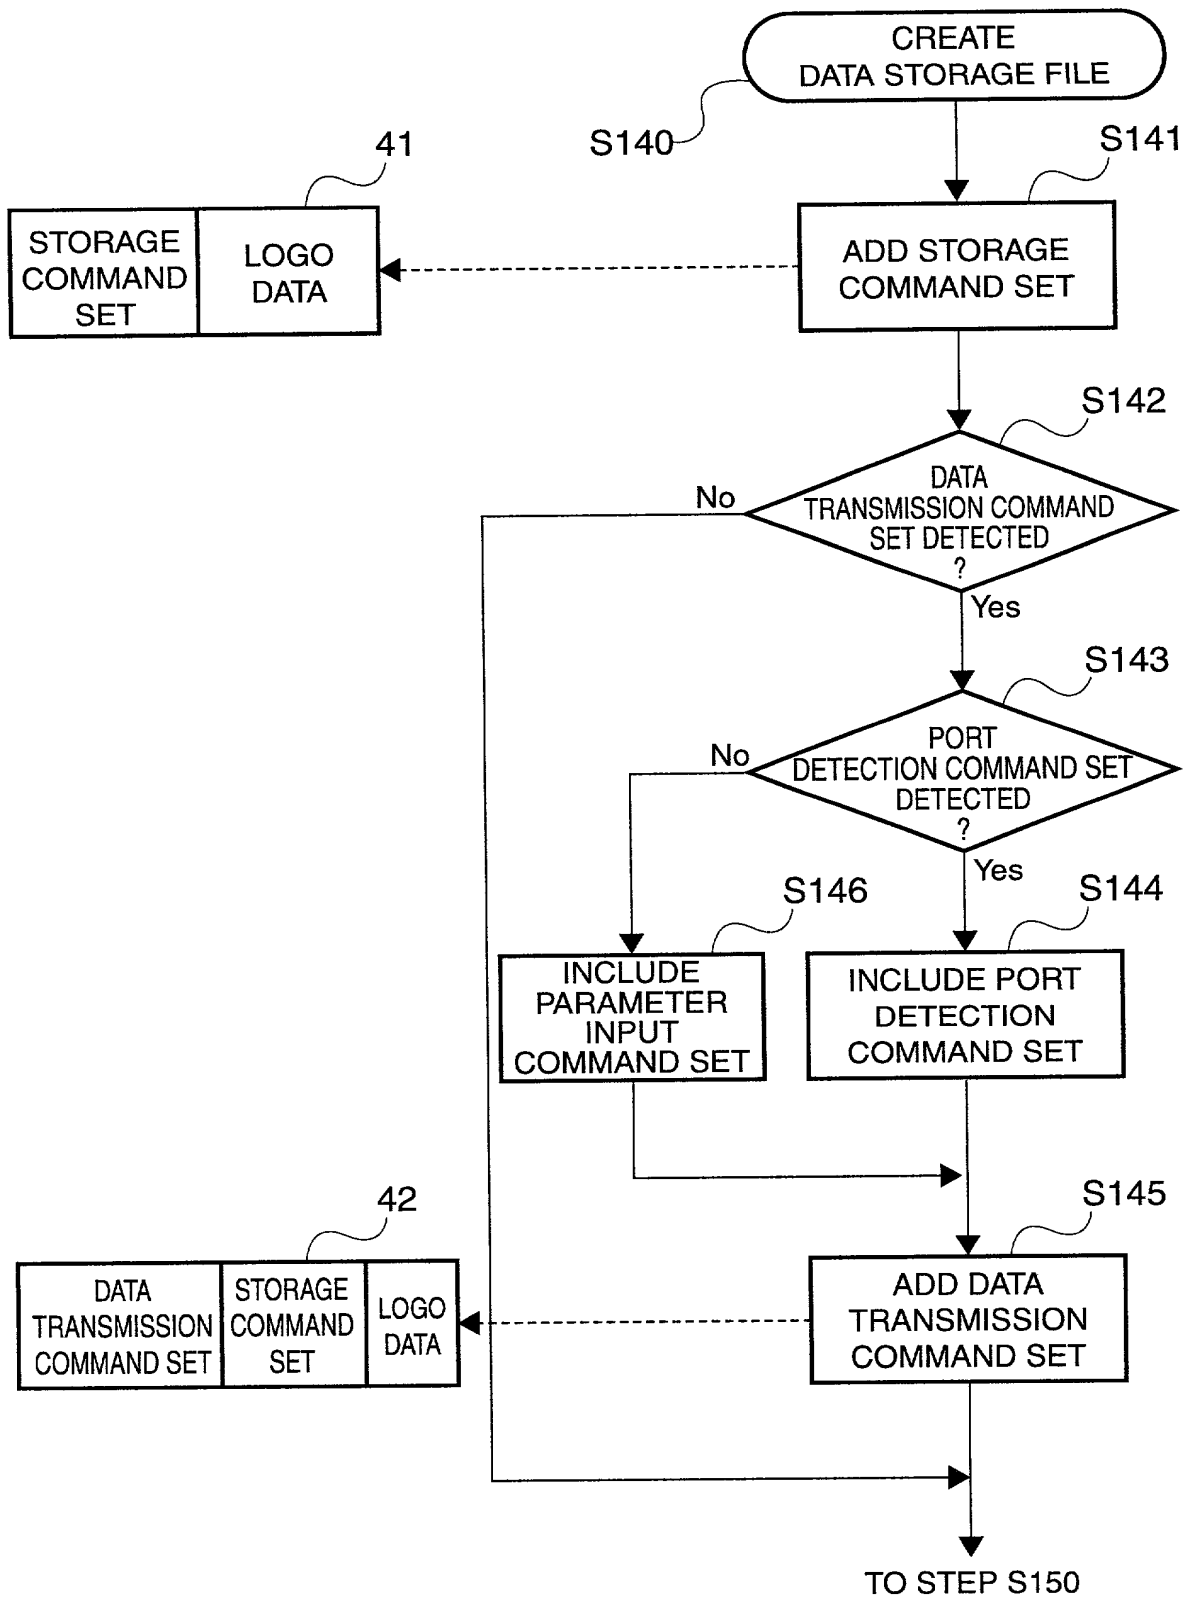 CREATE
DATA STORAGE FILE
S140
S141
41
STORAGE
COMMAND
SET
LOGO
DATA
ADD STORAGE
COMMAND SET
S142
DATA
TRANSMISSION COMMAND
SET DETECTED
?
No
Yes
S143
PORT
DETECTION COMMAND SET
DETECTED
?
No
Yes
S146
S144
INCLUDE
PARAMETER
INPUT
COMMAND SET
INCLUDE PORT
DETECTION
COMMAND SET
42
S145
DATA
TRANSMISSION
COMMAND SET
STORAGE
COMMAND
SET
LOGO
DATA
ADD DATA
TRANSMISSION
COMMAND SET
TO STEP S150